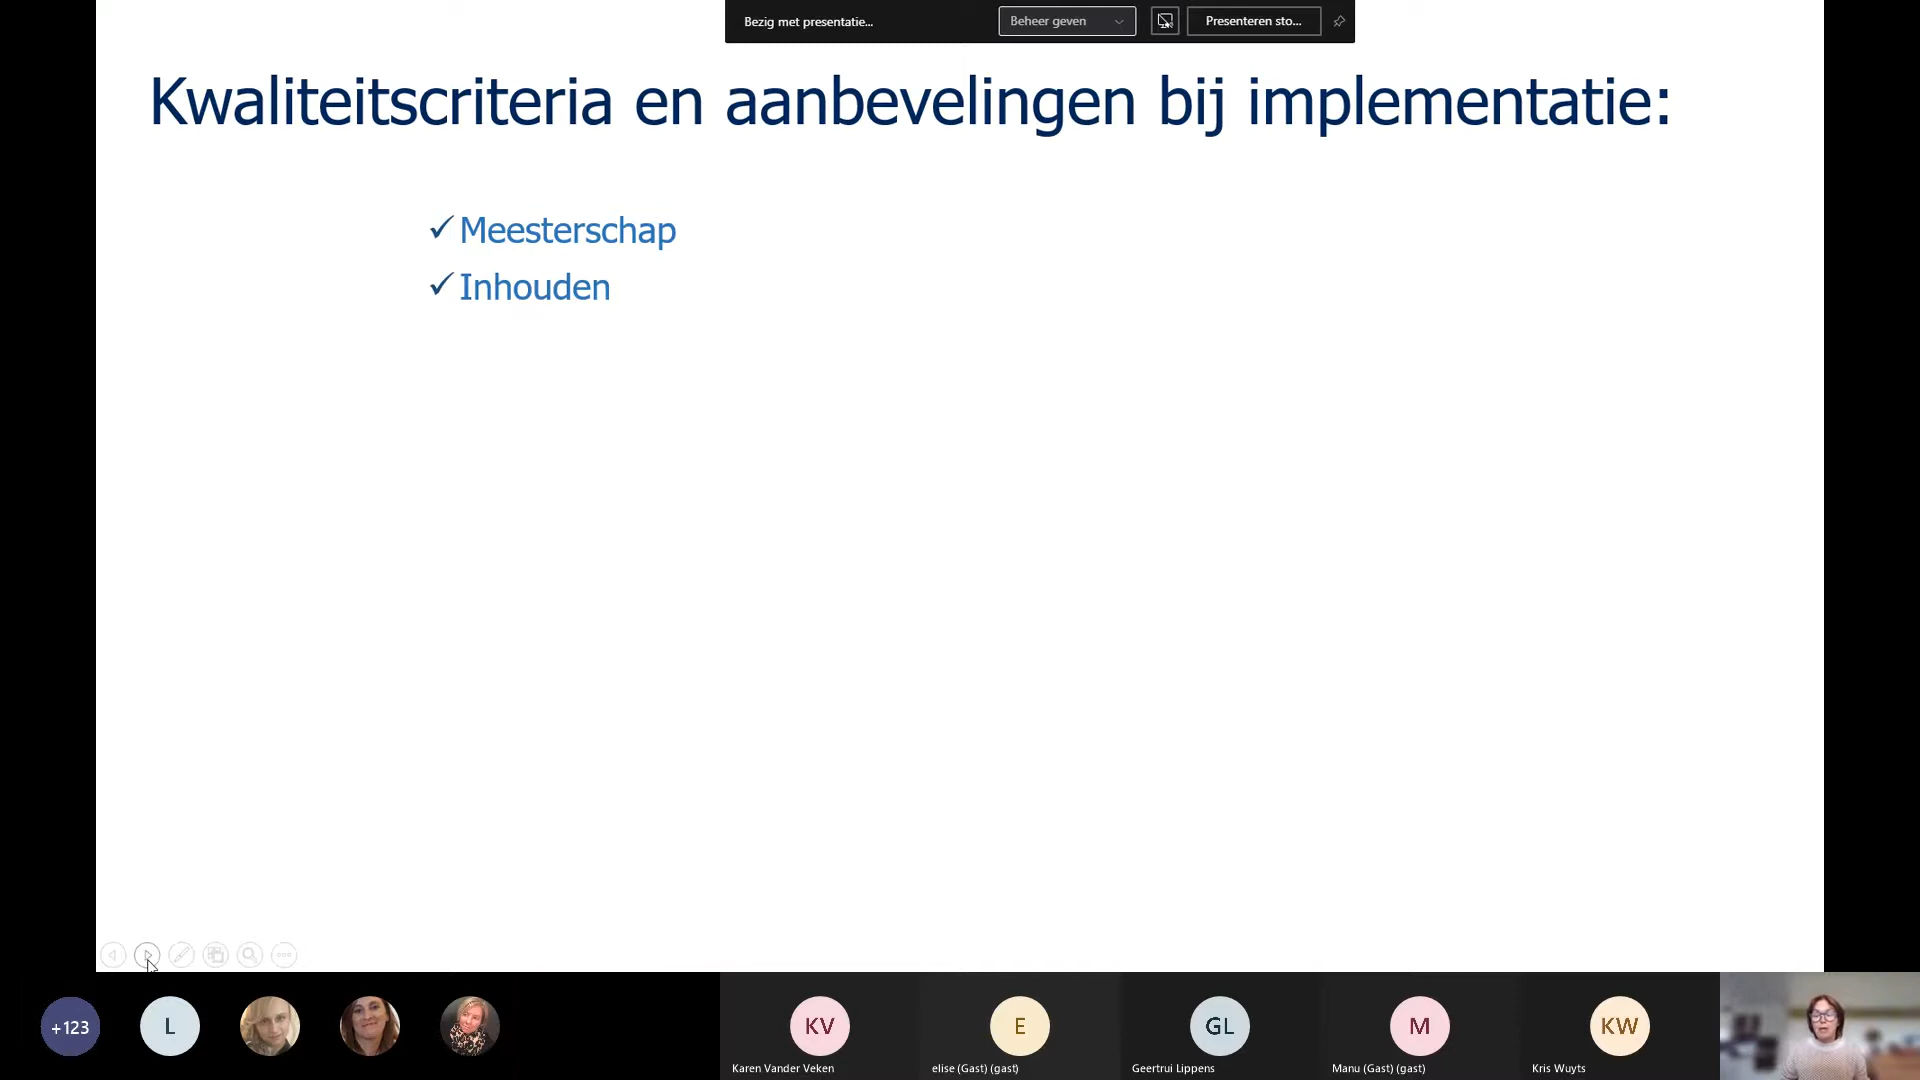 Bezig met presentatie...
Beheer geven
Presenteren sto...
Kwaliteitscriteria en aanbevelingen bij implementatie:
✓ Meesterschap
✓ Inhouden
+123
L
KV
E
GL
M
KW
Karen Vander Veken
elise (Gast) (gast)
Geertrui Lippens
Manu (Gast) (gast)
Kris Wuyts